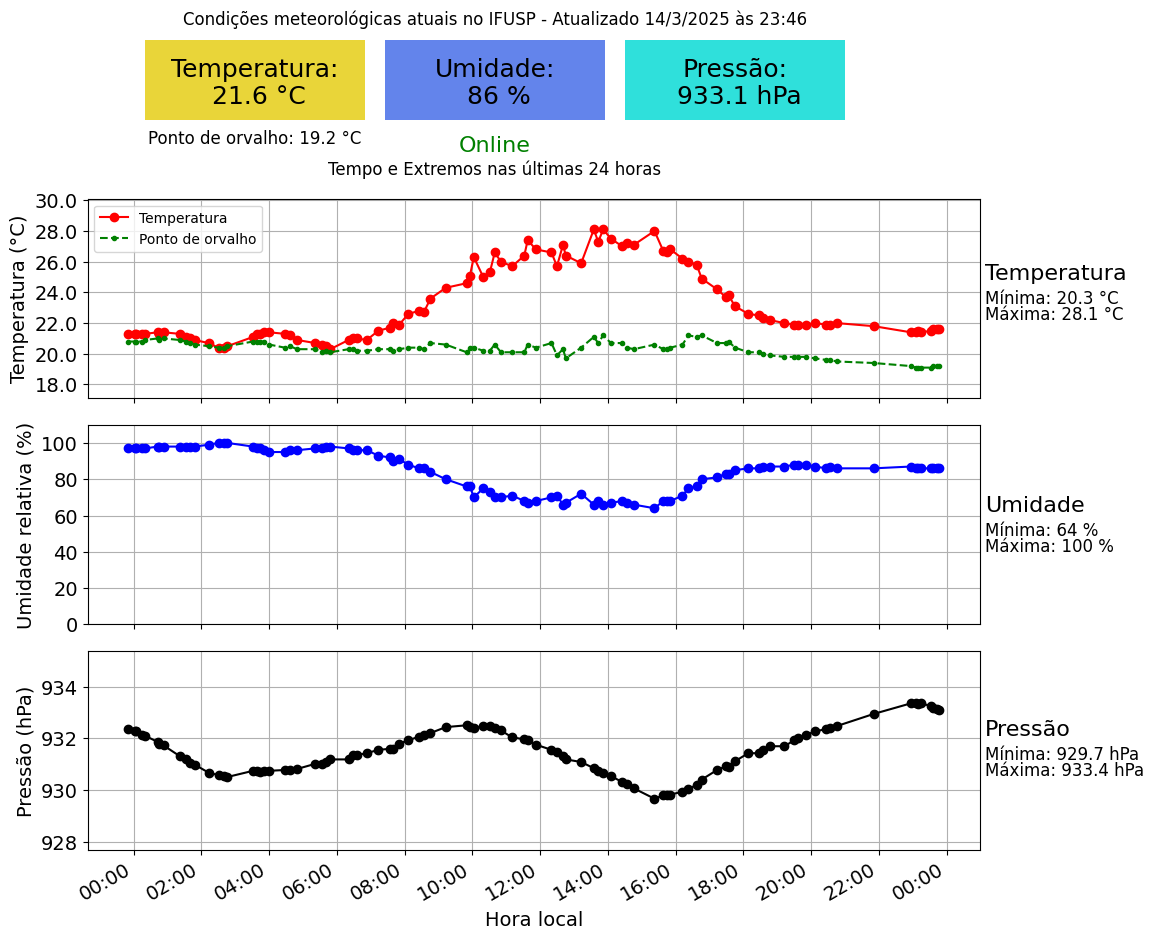 Condições meteorológicas atuais no IFUSP - Atualizado 14/3/2025 às 23:46
Temperatura:
21.6 °C
Umidade:
86 %
Pressão:
933.1 hPa
Ponto de orvalho: 19.2 °C
Online
Tempo e Extremos nas últimas 24 horas
Temperatura (°C)
30.0
28.0
26.0
24.0
22.0
20.0
18.0
Temperatura
Ponto de orvalho
Temperatura
Mínima: 20.3 °C
Máxima: 28.1 °C
Umidade relativa (%)
100
80
60
40
20
0
Umidade
Mínima: 64 %
Máxima: 100 %
Pressão (hPa)
934
932
930
928
Pressão
Mínima: 929.7 hPa
Máxima: 933.4 hPa
00:00 02:00 04:00 06:00 08:00 10:00 12:00 14:00 16:00 18:00 20:00 22:00 00:00
Hora local